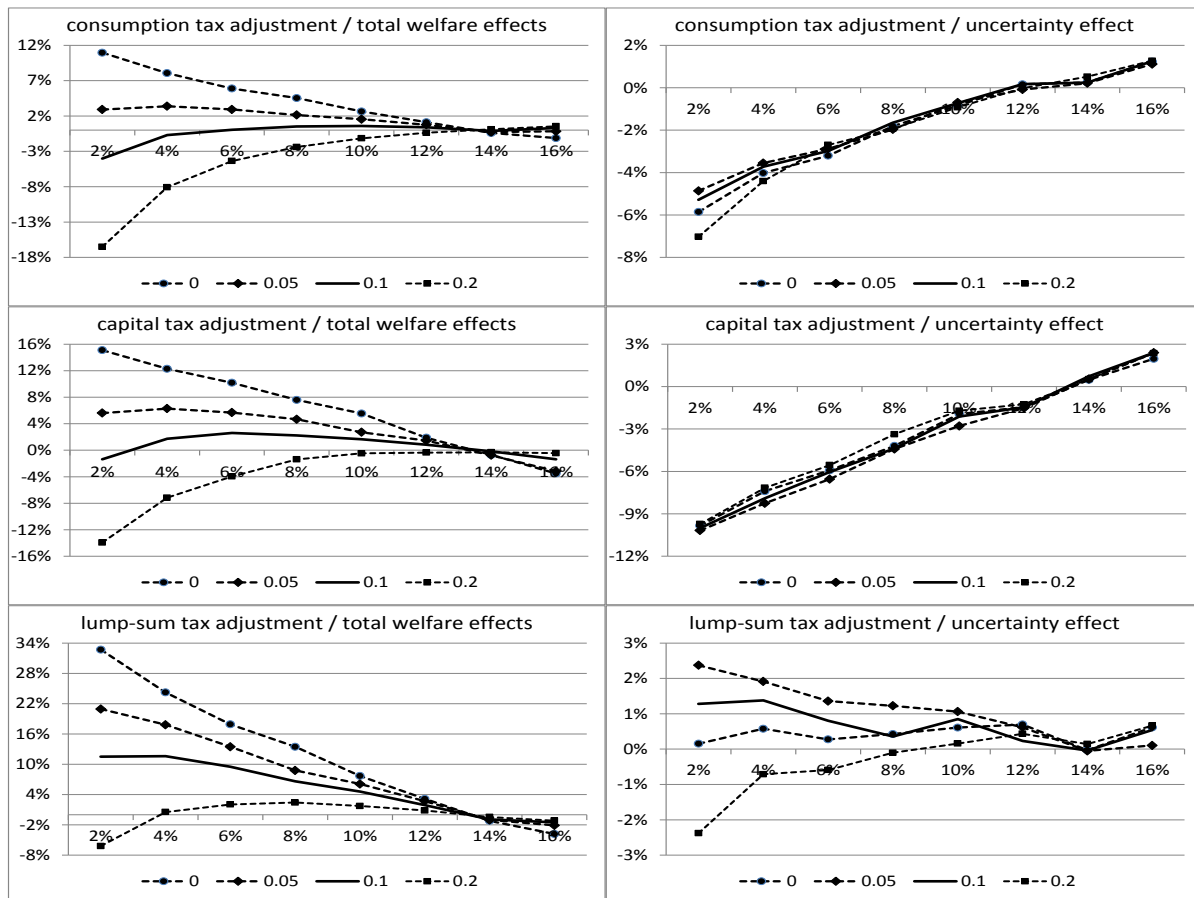 consumption tax adjustment / total welfare effects
12%
7%
2%
-3%
-8%
-13%
-18%
2% 4% 6% 8% 10% 12% 14% 16%
0 0.05 0.1 0.2
consumption tax adjustment / uncertainty effect
2%
0%
-2%
-4%
-6%
-8%
2% 4% 6% 8% 10% 12% 14% 16%
0 0.05 0.1 0.2
capital tax adjustment / total welfare effects
16%
12%
8%
4%
0%
-4%
-8%
-12%
-16%
2% 4% 6% 8% 10% 12% 14% 16%
0 0.05 0.1 0.2
capital tax adjustment / uncertainty effect
3%
0%
-3%
-6%
-9%
-12%
2% 4% 6% 8% 10% 12% 14% 16%
0 0.05 0.1 0.2
lump-sum tax adjustment / total welfare effects
34%
28%
22%
16%
10%
4%
-2%
-8%
2% 4% 6% 8% 10% 12% 14% 16%
0 0.05 0.1 0.2
lump-sum tax adjustment / uncertainty effect
3%
2%
1%
0%
-1%
-2%
-3%
2% 4% 6% 8% 10% 12% 14% 16%
0 0.05 0.1 0.2